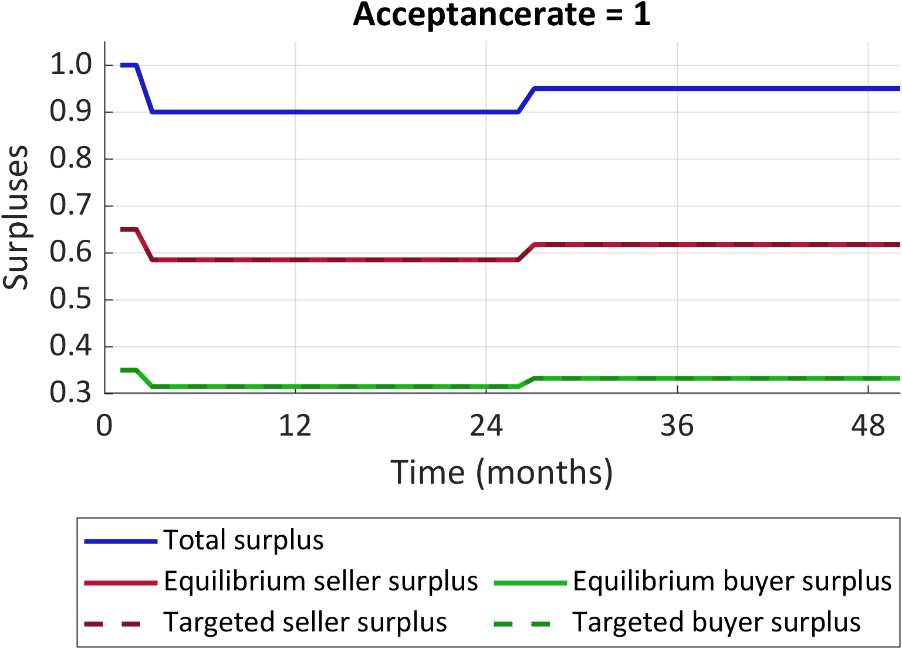 Acceptancerate = 1
Surpluses
1.0
0.9
0.8
0.7
0.6
0.5
0.4
0.3
0 12 24 36 48
Time (months)
Total surplus
Equilibrium seller surplus Equilibrium buyer surplus
Targeted seller surplus Targeted buyer surplus